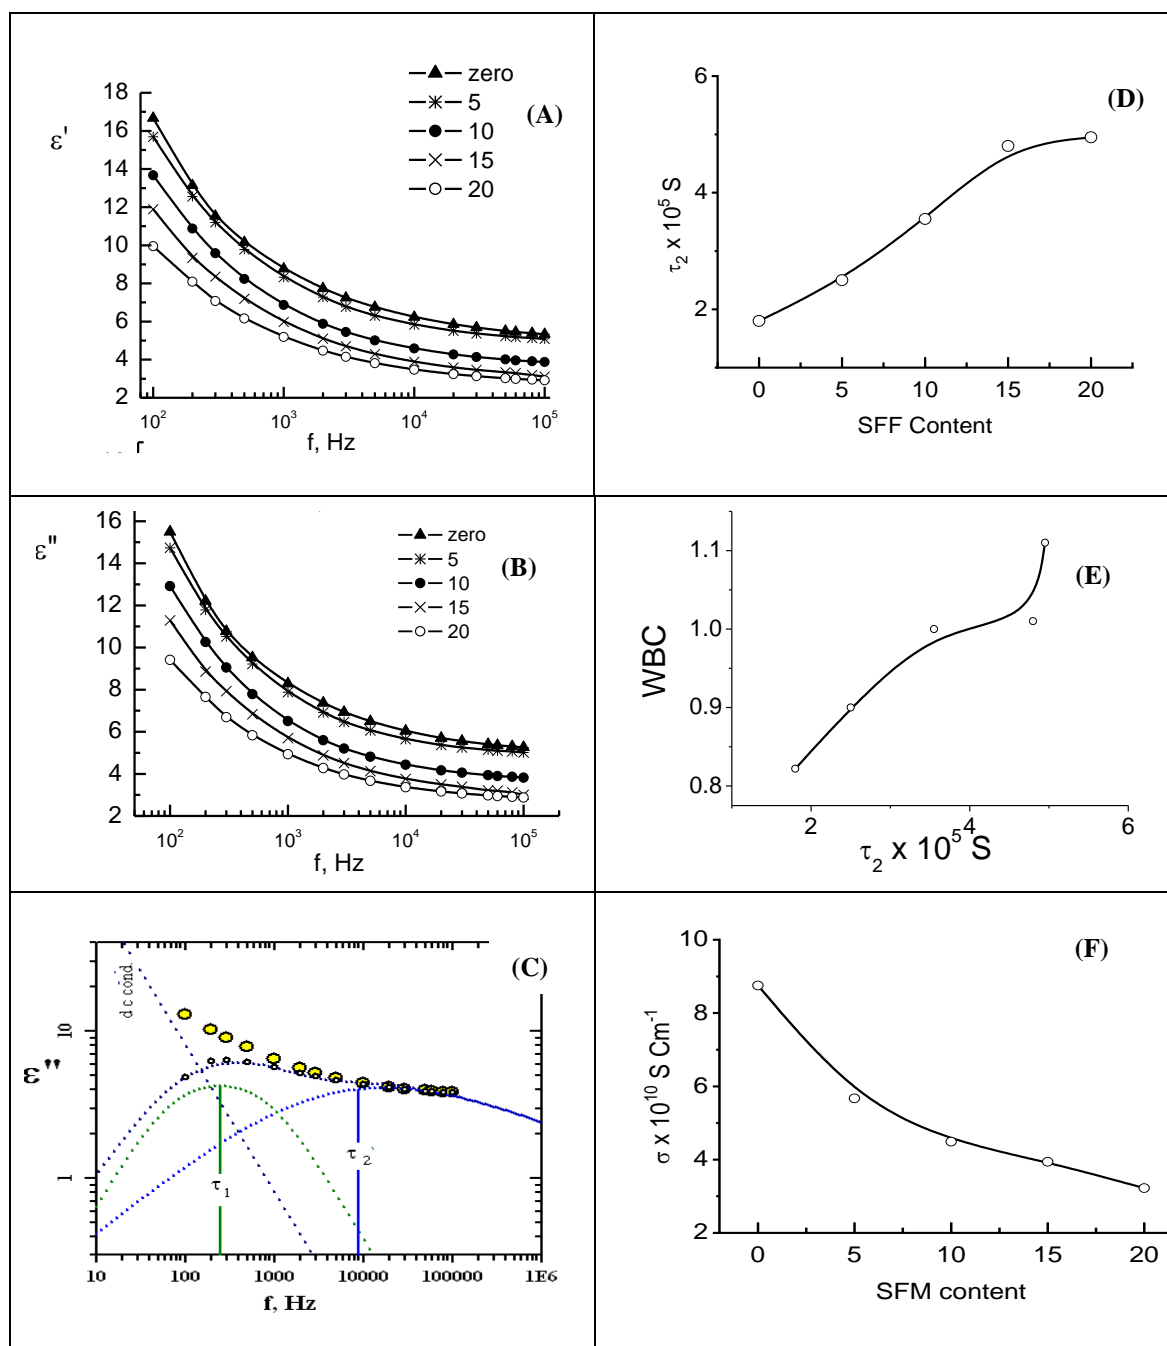 (A)
zero
5
10
15
20
ε'
18
16
14
12
10
8
6
4
2
10²
10³
10⁴
10⁵
f, Hz
(D)
6
4
2
τ₂ x 10⁵ S
0
5
10
15
20
SFF Content
(B)
zero
5
10
15
20
ε"
16
14
12
10
8
6
4
2
10²
10³
10⁴
10⁵
f, Hz
(E)
1.1
1.0
0.9
0.8
WBC
2
4
6
τ₂ x 10⁵ S
(C)
d c cond.
10
1
ε"
τ₁
τ₂
10
100
1000
10000
100000
1E6
f, Hz
(F)
10
8
6
4
2
σ x 10¹⁰ S Cm⁻¹
0
5
10
15
20
SFM content